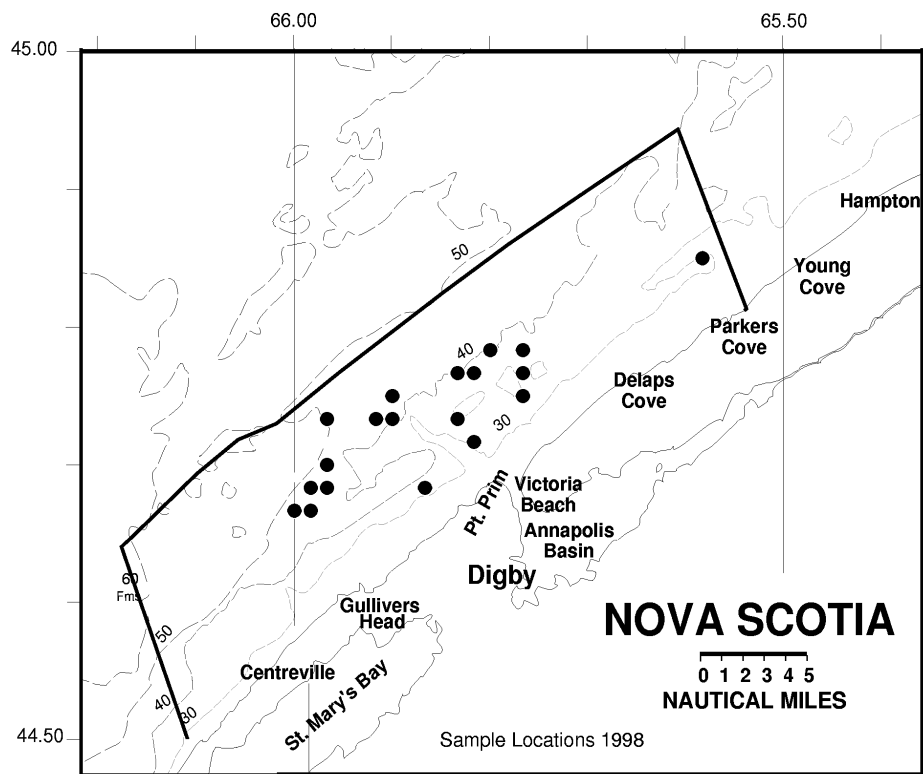 66.00
65.50
45.00
Hampton
50
Young
Cove
Parkers
Cove
40
Delaps
Cove
30
Pt. Prim
Victoria
Beach
Annapolis
Basin
Digby
60
Fms
Gullivers
Head
NOVA SCOTIA
50
Centreville
0 1 2 3 4 5
NAUTICAL MILES
St. Mary's Bay
40
30
44.50
Sample Locations 1998